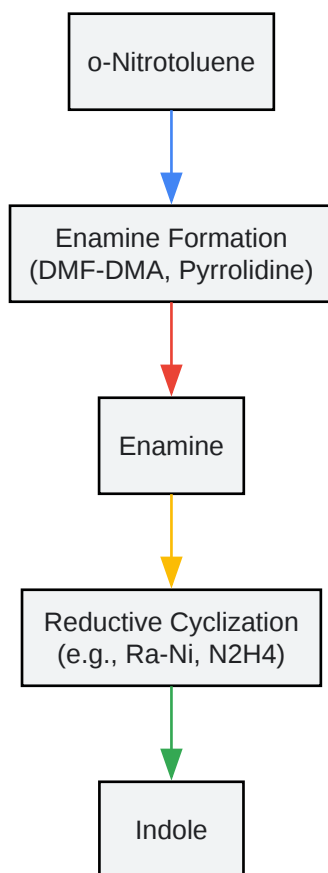 o-Nitrotoluene
Enamine Formation
(DMF-DMA, Pyrrolidine)
Enamine
Reductive Cyclization
(e.g., Ra-Ni, N2H4)
Indole